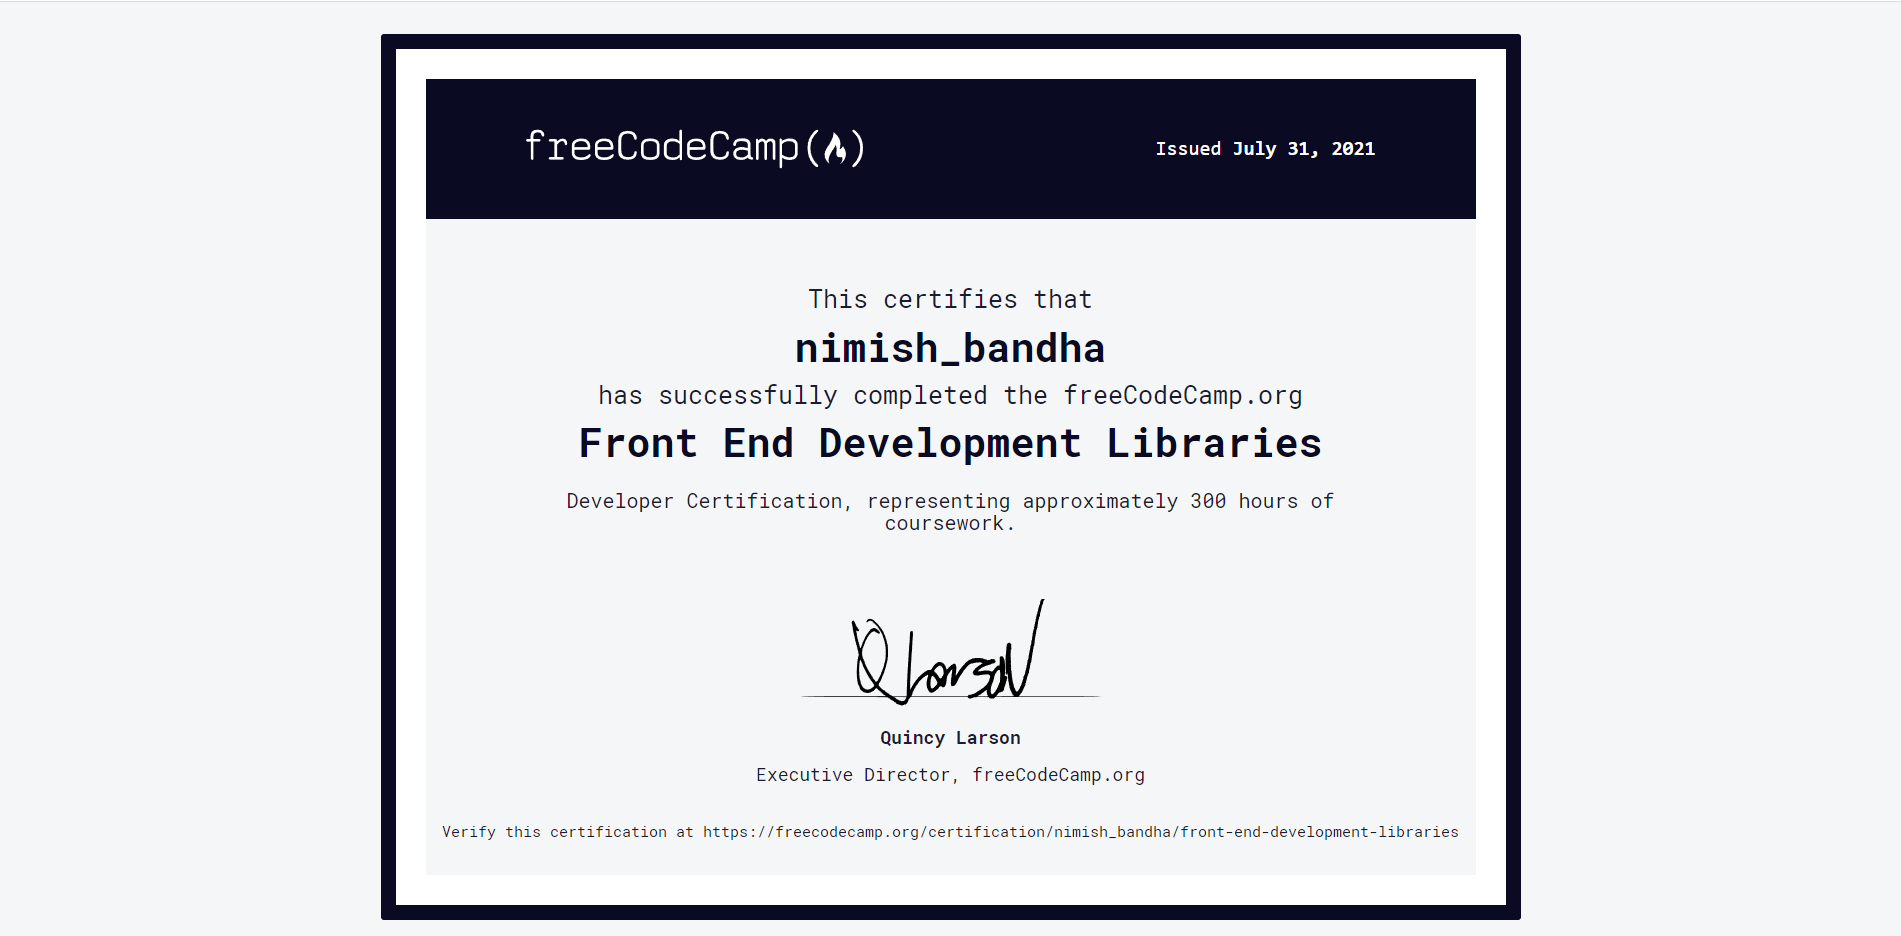 freeCodeCamp(🔥)
Issued July 31, 2021
This certifies that
nimish_bandha
has successfully completed the freeCodeCamp.org
Front End Development Libraries
Developer Certification, representing approximately 300 hours of
coursework.
Q Larson
Quincy Larson
Executive Director, freeCodeCamp.org
Verify this certification at https://freecodecamp.org/certification/nimish_bandha/front-end-development-libraries